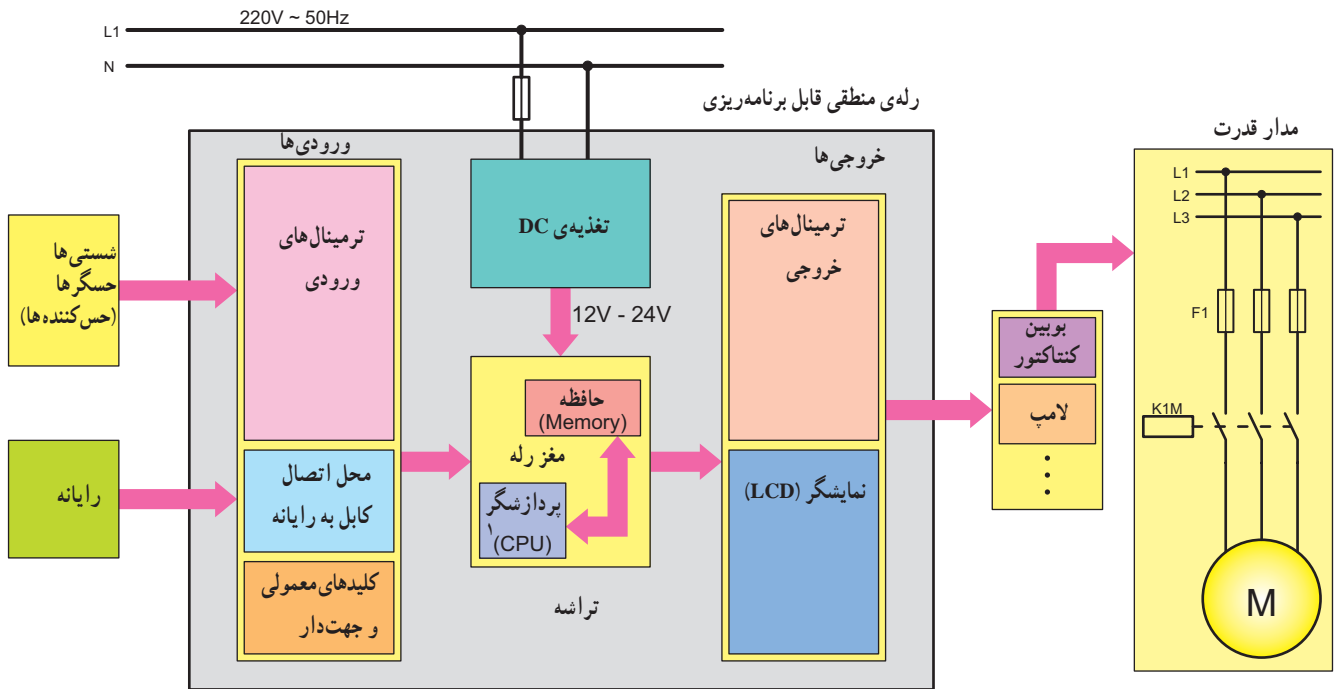 220V ~ 50Hz
L1
N
رله‌ی منطقی قابل برنامه‌ریزی
ورودی‌ها
خروجی‌ها
مدار قدرت
شستی‌ها
حسگرها
(حس‌کننده‌ها)
رایانه
ترمینال‌های
ورودی
محل اتصال
کابل به رایانه
کلیدهای معمولی
و جهت‌دار
تغذیه‌ی DC
12V - 24V
حافظه
(Memory)
مغز رله
پردازشگر
(CPU)۱
تراشه
ترمینال‌های
خروجی
نمایشگر (LCD)
بوبین
کنتاکتور
لامپ
L1
L2
L3
F1
K1M
M